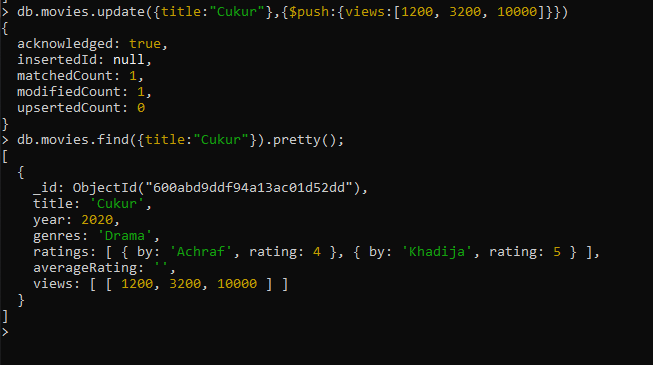 ]
> db.movies.update({title:"Cukur"},{$push:{views:[1200, 3200, 10000]}})
{
  acknowledged: true,
  insertedId: null,
  matchedCount: 1,
  modifiedCount: 1,
  upsertedCount: 0
}
> db.movies.find({title:"Cukur"}).pretty();
[
  {
    _id: ObjectId("600abd9ddf94a13ac01d52dd"),
    title: 'Cukur',
    year: 2020,
    genres: 'Drama',
    ratings: [ { by: 'Achraf', rating: 4 }, { by: 'Khadija', rating: 5 } ],
    averageRating: '',
    views: [ [ 1200, 3200, 10000 ] ]
  }
]
>